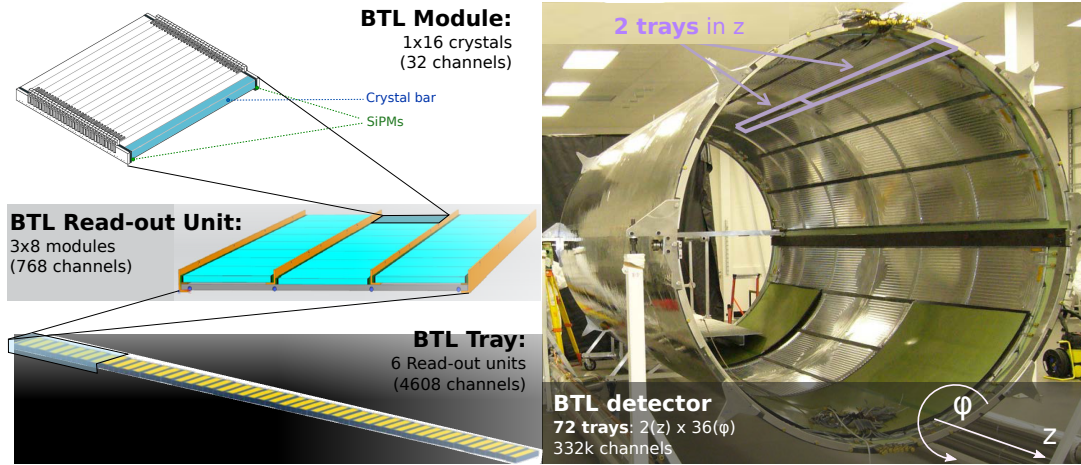 BTL Module:
1x16 crystals
(32 channels)
Crystal bar
SiPMs
BTL Read-out Unit:
3x8 modules
(768 channels)
BTL Tray:
6 Read-out units
(4608 channels)
2 trays in z
BTL detector
72 trays: 2(z) x 36(φ)
332k channels
φ
z